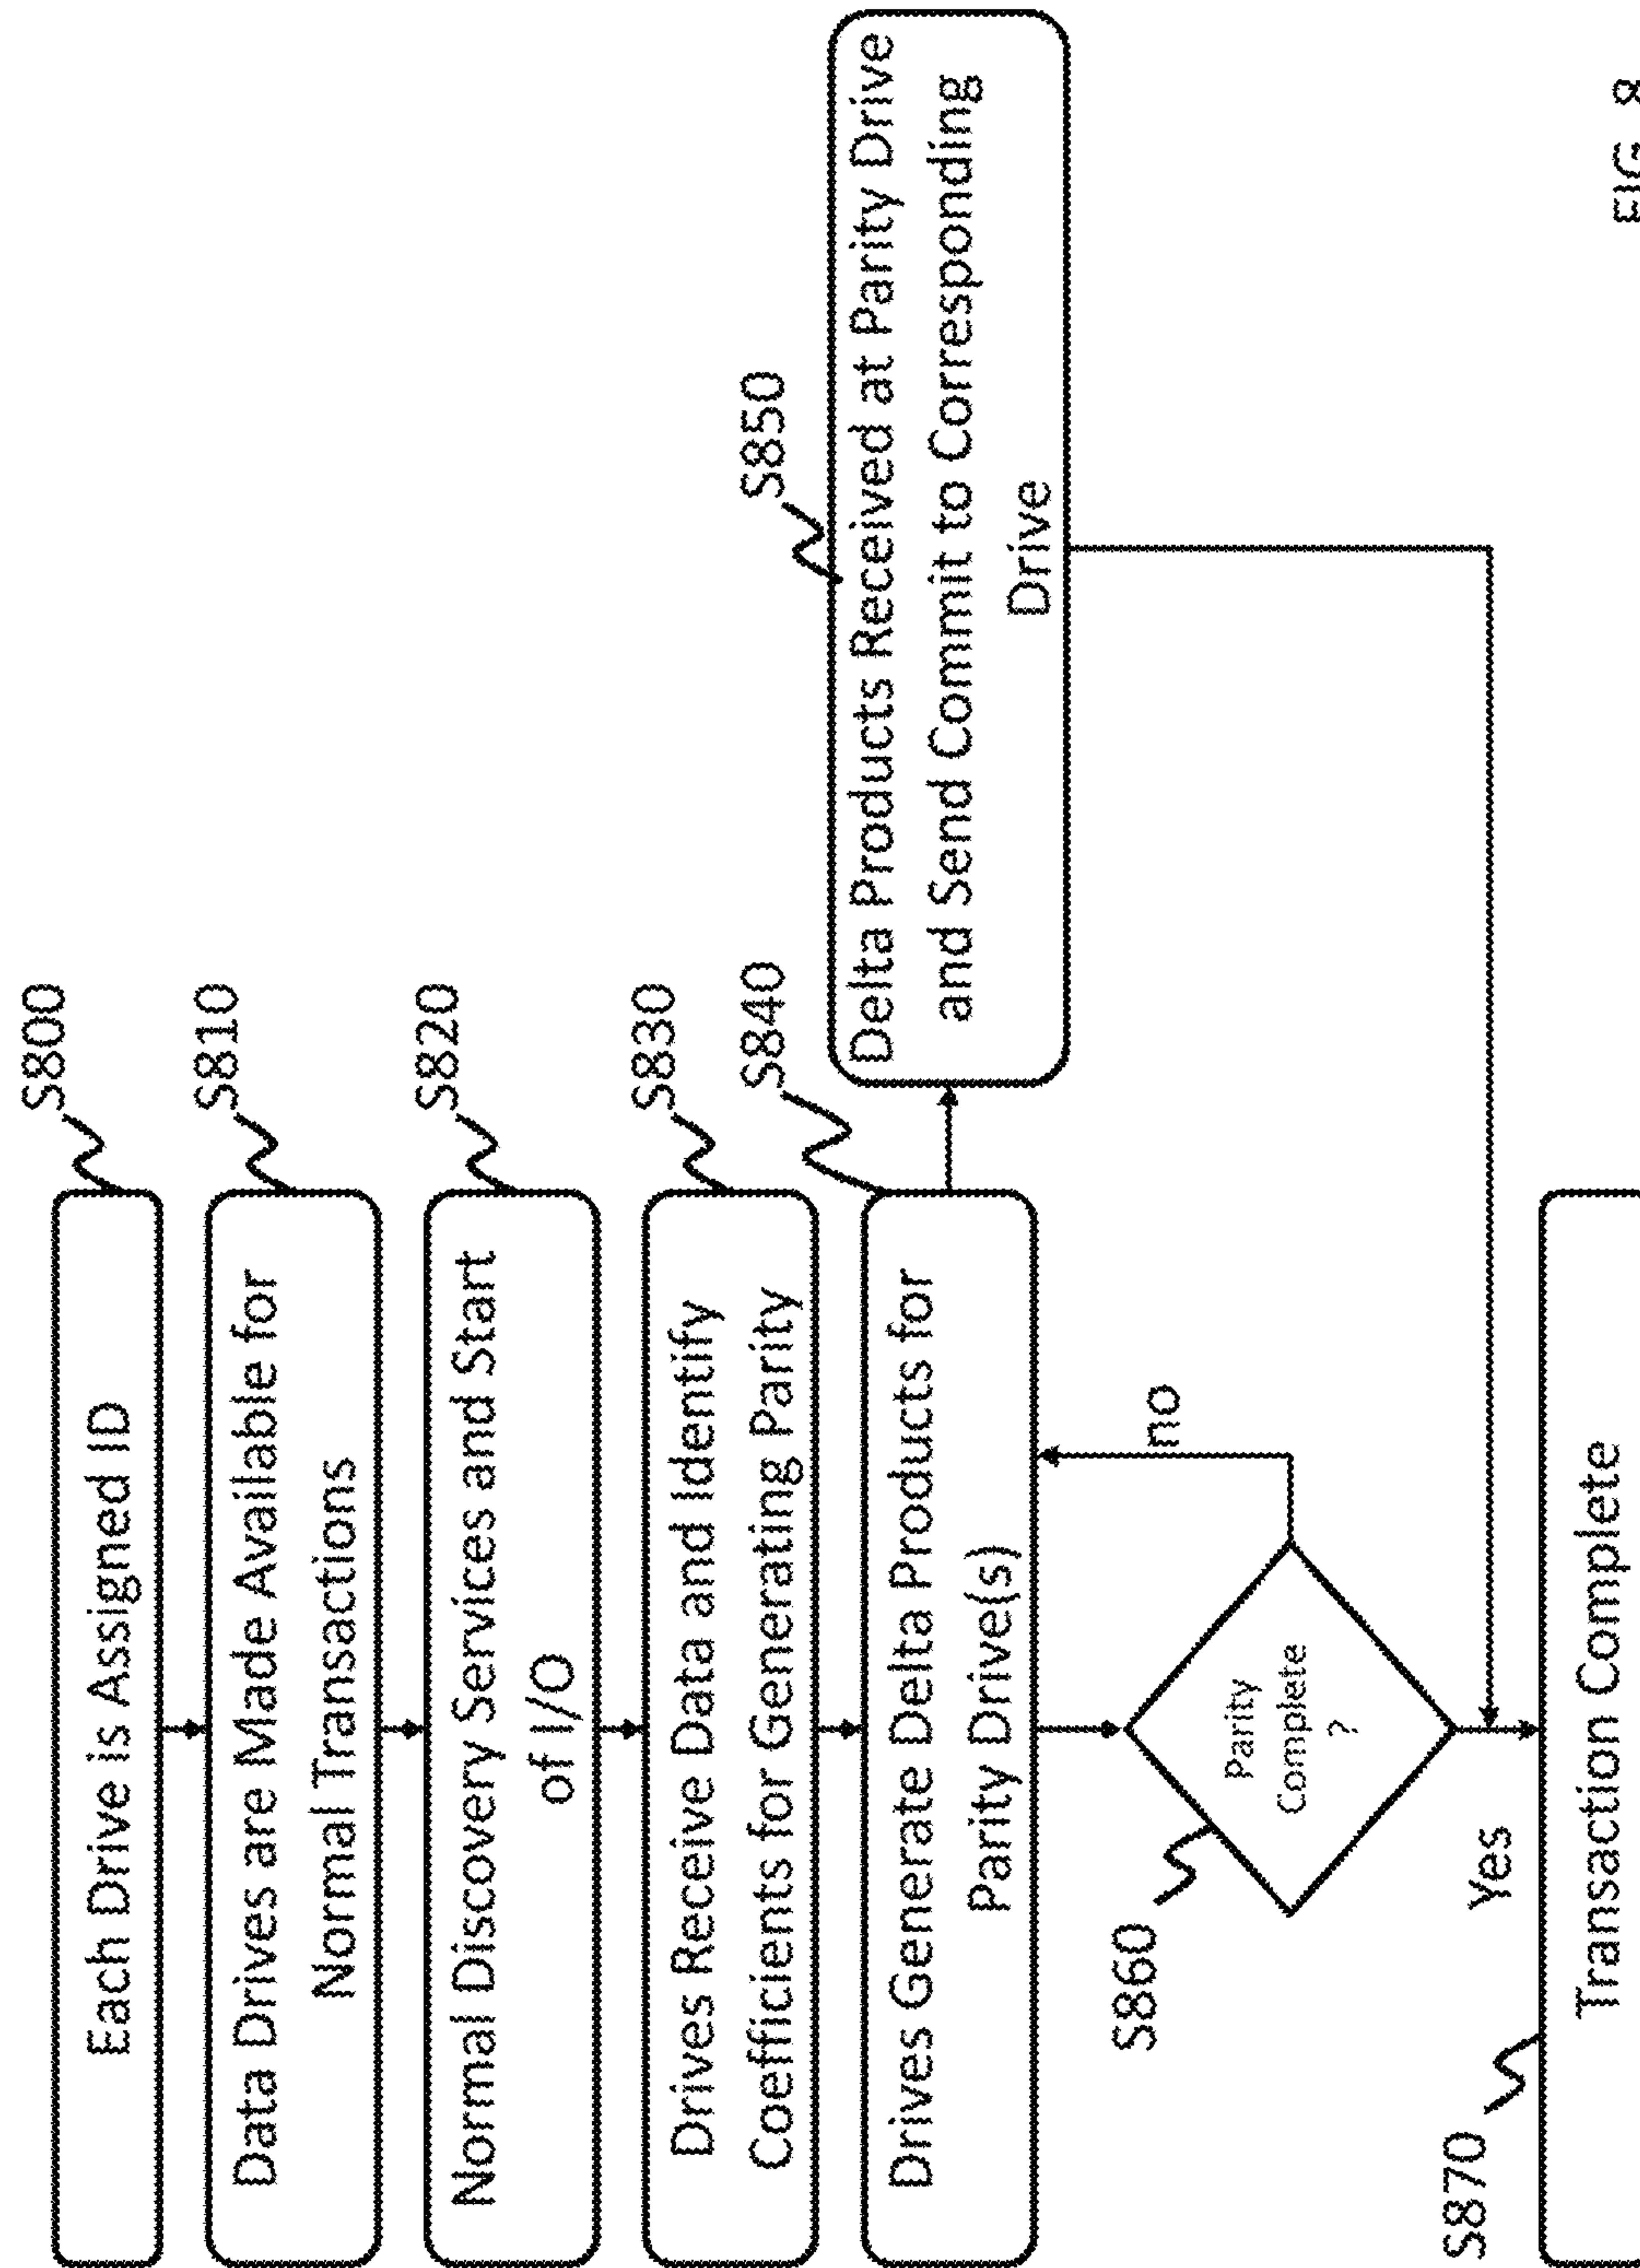 S800
Each Drive is Assigned ID
S810
Data Drives are Made Available for
Normal Transactions
S820
Normal Discovery Services and Start
of I/O
S830
Drives Receive Data and Identify
Coefficients for Generating Parity
S840
Drives Generate Delta Products for
Parity Drive(s)
S850
Delta Products Received at Parity Drive
and Send Commit to Corresponding
Drive
S860
Parity
Complete
?
no
Yes
S870
Transaction Complete
FIG. 8